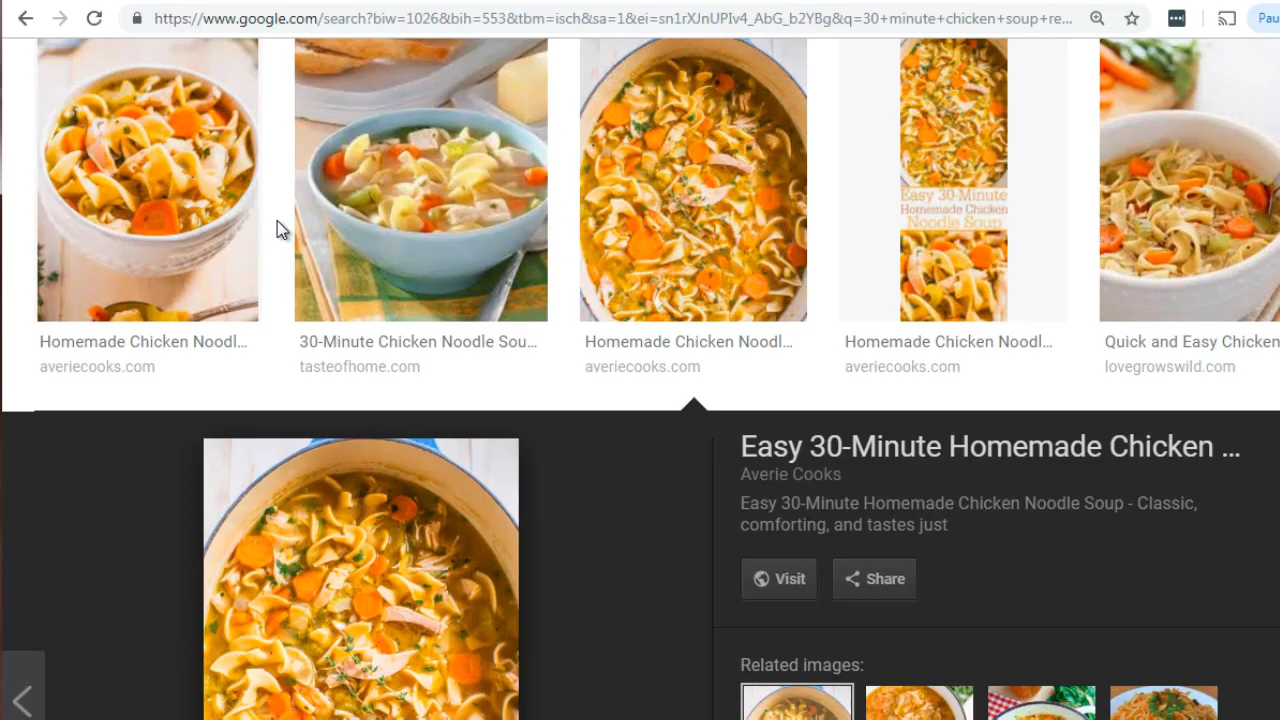 https://www.google.com/search?biw=1026&bih=553&tbm=isch&sa=1&ei=sn1rXJnUPIv4_AbG_b2YBg&q=30+minute+chicken+soup+re...
Pau
Easy 30-Minute
Homemade Chicken
Noodle Soup
Homemade Chicken Noodl...
30-Minute Chicken Noodle Sou...
Homemade Chicken Noodl...
Homemade Chicken Noodl...
Quick and Easy Chicken
averiecooks.com
tasteofhome.com
averiecooks.com
averiecooks.com
lovegrowswild.com
Easy 30-Minute Homemade Chicken ...
Averie Cooks
Easy 30-Minute Homemade Chicken Noodle Soup - Classic,
comforting, and tastes just
Visit
Share
Related images: